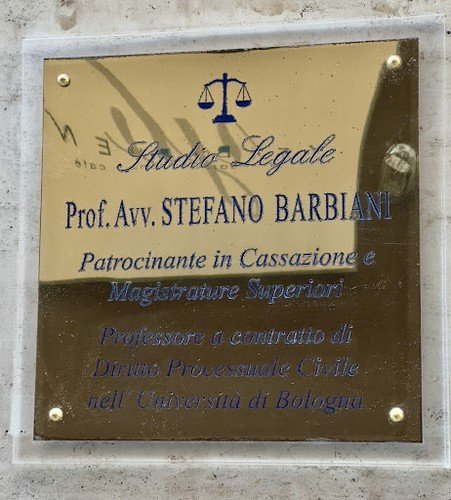 Studio Legale
Prof. Avv. STEFANO BARBIANI
Patrocinante in Cassazione e
Magistrature Superiori
Professore a contratto di
Diritto Processuale Civile
nell' Università di Bologna